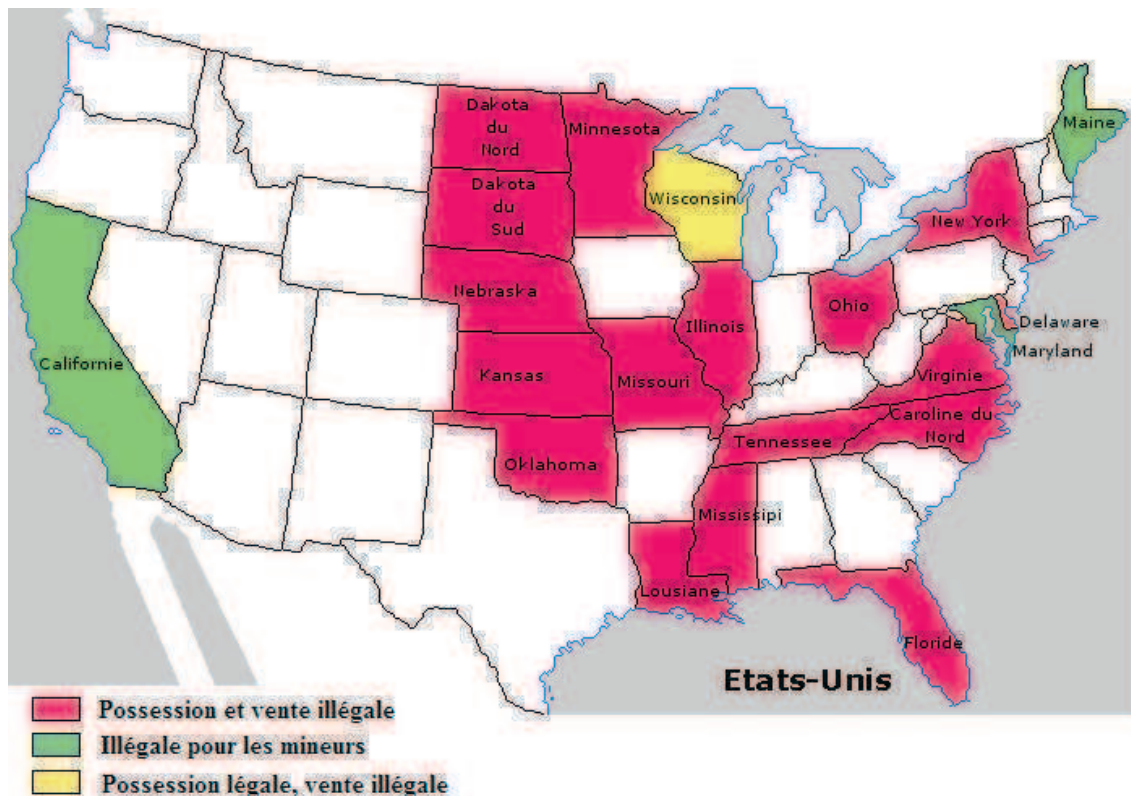 Dakota
du
Nord
Minnesota
Maine
Dakota
du
Sud
Wisconsin
New York
Nebraska
Ohio
Illinois
Delaware
Maryland
Californie
Kansas
Missouri
Virginie
Caroline du
Nord
Tennessee
Oklahoma
Mississipi
Lousiane
Floride
Etats-Unis
Possession et vente illégale
Illégale pour les mineurs
Possession légale, vente illégale